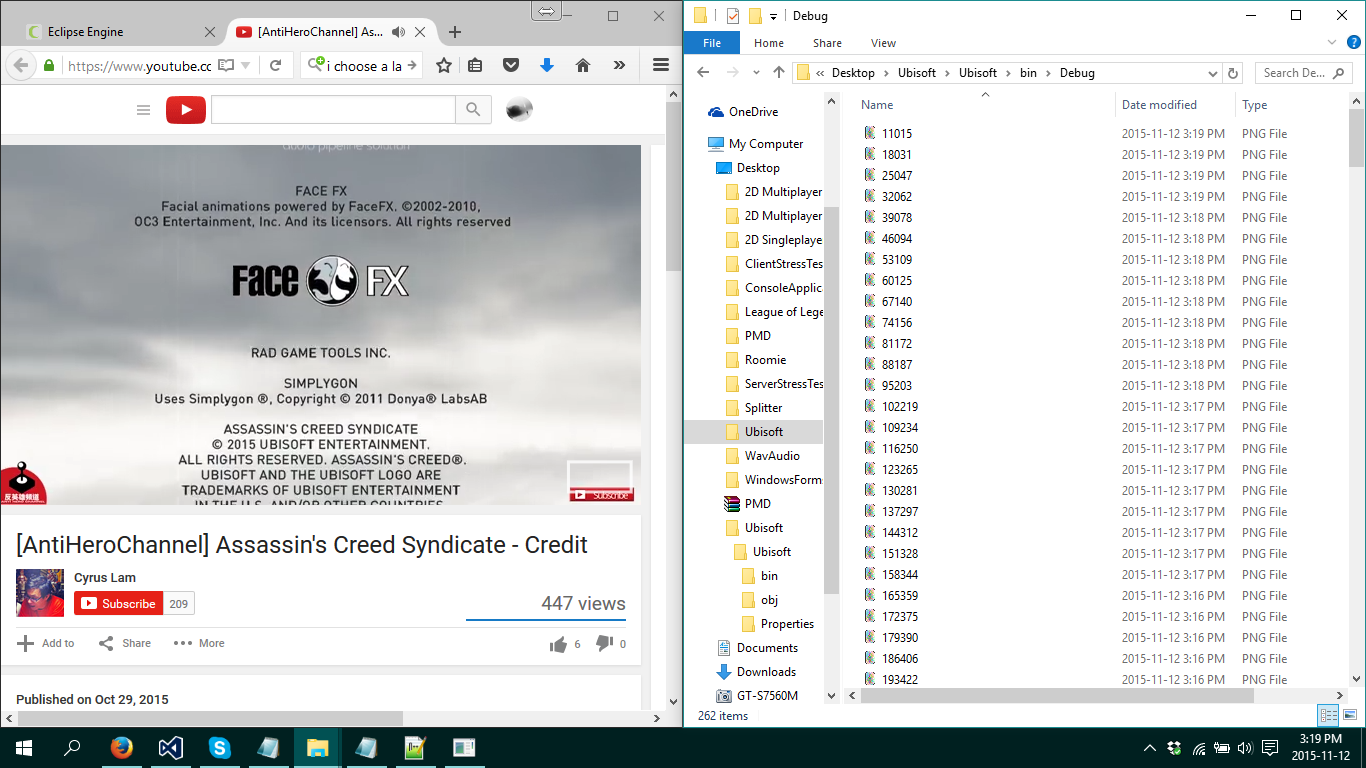 Eclipse Engine
[AntiHeroChannel] As...
https://www.youtube.co
i choose a la
audio pipeline solution
FACE FX
Facial animations powered by FaceFX. ©2002-2010,
OC3 Entertainment, Inc. And its licensors. All rights reserved
FACE FX
RAD GAME TOOLS INC.
SIMPLYGON
Uses Simplygon ®, Copyright © 2011 Donya® LabsAB
ASSASSIN'S CREED SYNDICATE
© 2015 UBISOFT ENTERTAINMENT.
ALL RIGHTS RESERVED. ASSASSIN'S CREED®.
UBISOFT AND THE UBISOFT LOGO ARE
TRADEMARKS OF UBISOFT ENTERTAINMENT
IN THE U.S. AND/OR OTHER COUNTRIES
反英雄頻道
Subscribe
[AntiHeroChannel] Assassin's Creed Syndicate - Credit
Cyrus Lam
Subscribe 209
447 views
Add to Share More
6 0
Published on Oct 29, 2015
Debug
File Home Share View
« Desktop › Ubisoft › Ubisoft › bin › Debug
Search De...
OneDrive
My Computer
Desktop
2D Multiplayer
2D Multiplayer
2D Singleplaye
ClientStressTes
ConsoleApplic
League of Lege
PMD
Roomie
ServerStressTes
Splitter
Ubisoft
WavAudio
WindowsForm
PMD
Ubisoft
Ubisoft
bin
obj
Properties
Documents
Downloads
GT-S7560M
Name Date modified Type
11015 2015-11-12 3:19 PM PNG File
18031 2015-11-12 3:19 PM PNG File
25047 2015-11-12 3:19 PM PNG File
32062 2015-11-12 3:19 PM PNG File
39078 2015-11-12 3:18 PM PNG File
46094 2015-11-12 3:18 PM PNG File
53109 2015-11-12 3:18 PM PNG File
60125 2015-11-12 3:18 PM PNG File
67140 2015-11-12 3:18 PM PNG File
74156 2015-11-12 3:18 PM PNG File
81172 2015-11-12 3:18 PM PNG File
88187 2015-11-12 3:18 PM PNG File
95203 2015-11-12 3:18 PM PNG File
102219 2015-11-12 3:17 PM PNG File
109234 2015-11-12 3:17 PM PNG File
116250 2015-11-12 3:17 PM PNG File
123265 2015-11-12 3:17 PM PNG File
130281 2015-11-12 3:17 PM PNG File
137297 2015-11-12 3:17 PM PNG File
144312 2015-11-12 3:17 PM PNG File
151328 2015-11-12 3:17 PM PNG File
158344 2015-11-12 3:17 PM PNG File
165359 2015-11-12 3:16 PM PNG File
172375 2015-11-12 3:16 PM PNG File
179390 2015-11-12 3:16 PM PNG File
186406 2015-11-12 3:16 PM PNG File
193422 2015-11-12 3:16 PM PNG File
262 items
3:19 PM
2015-11-12